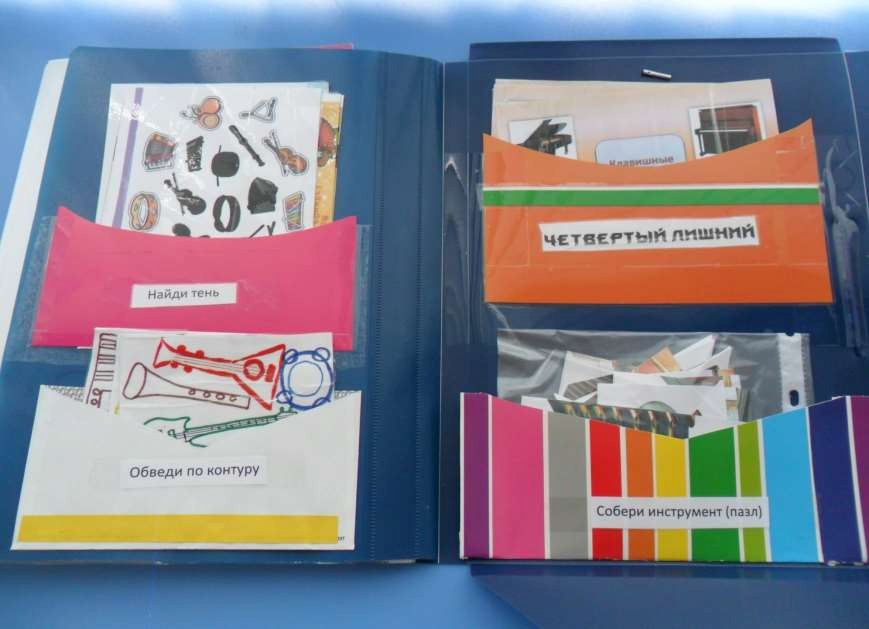 Найди тень
Обведи по контуру
Клавишные
ЧЕТВЕРТЫЙ ЛИШНИЙ
Собери инструмент (пазл)